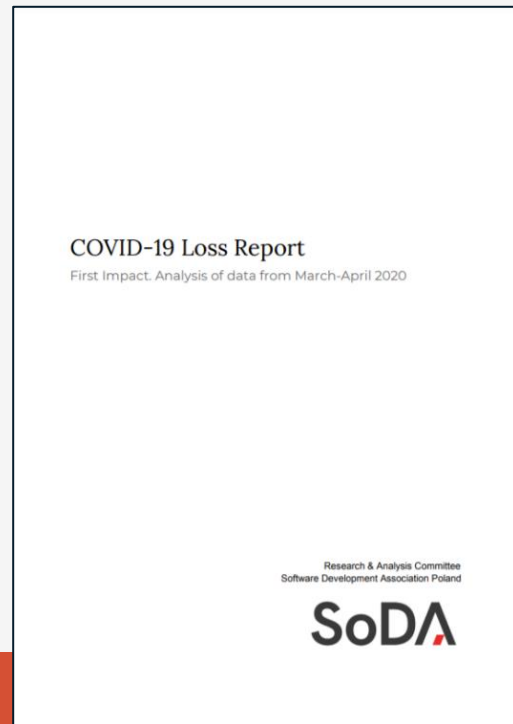 COVID-19 Loss Report
First Impact. Analysis of data from March-April 2020
Research & Analysis Committee
Software Development Association Poland
SoDA